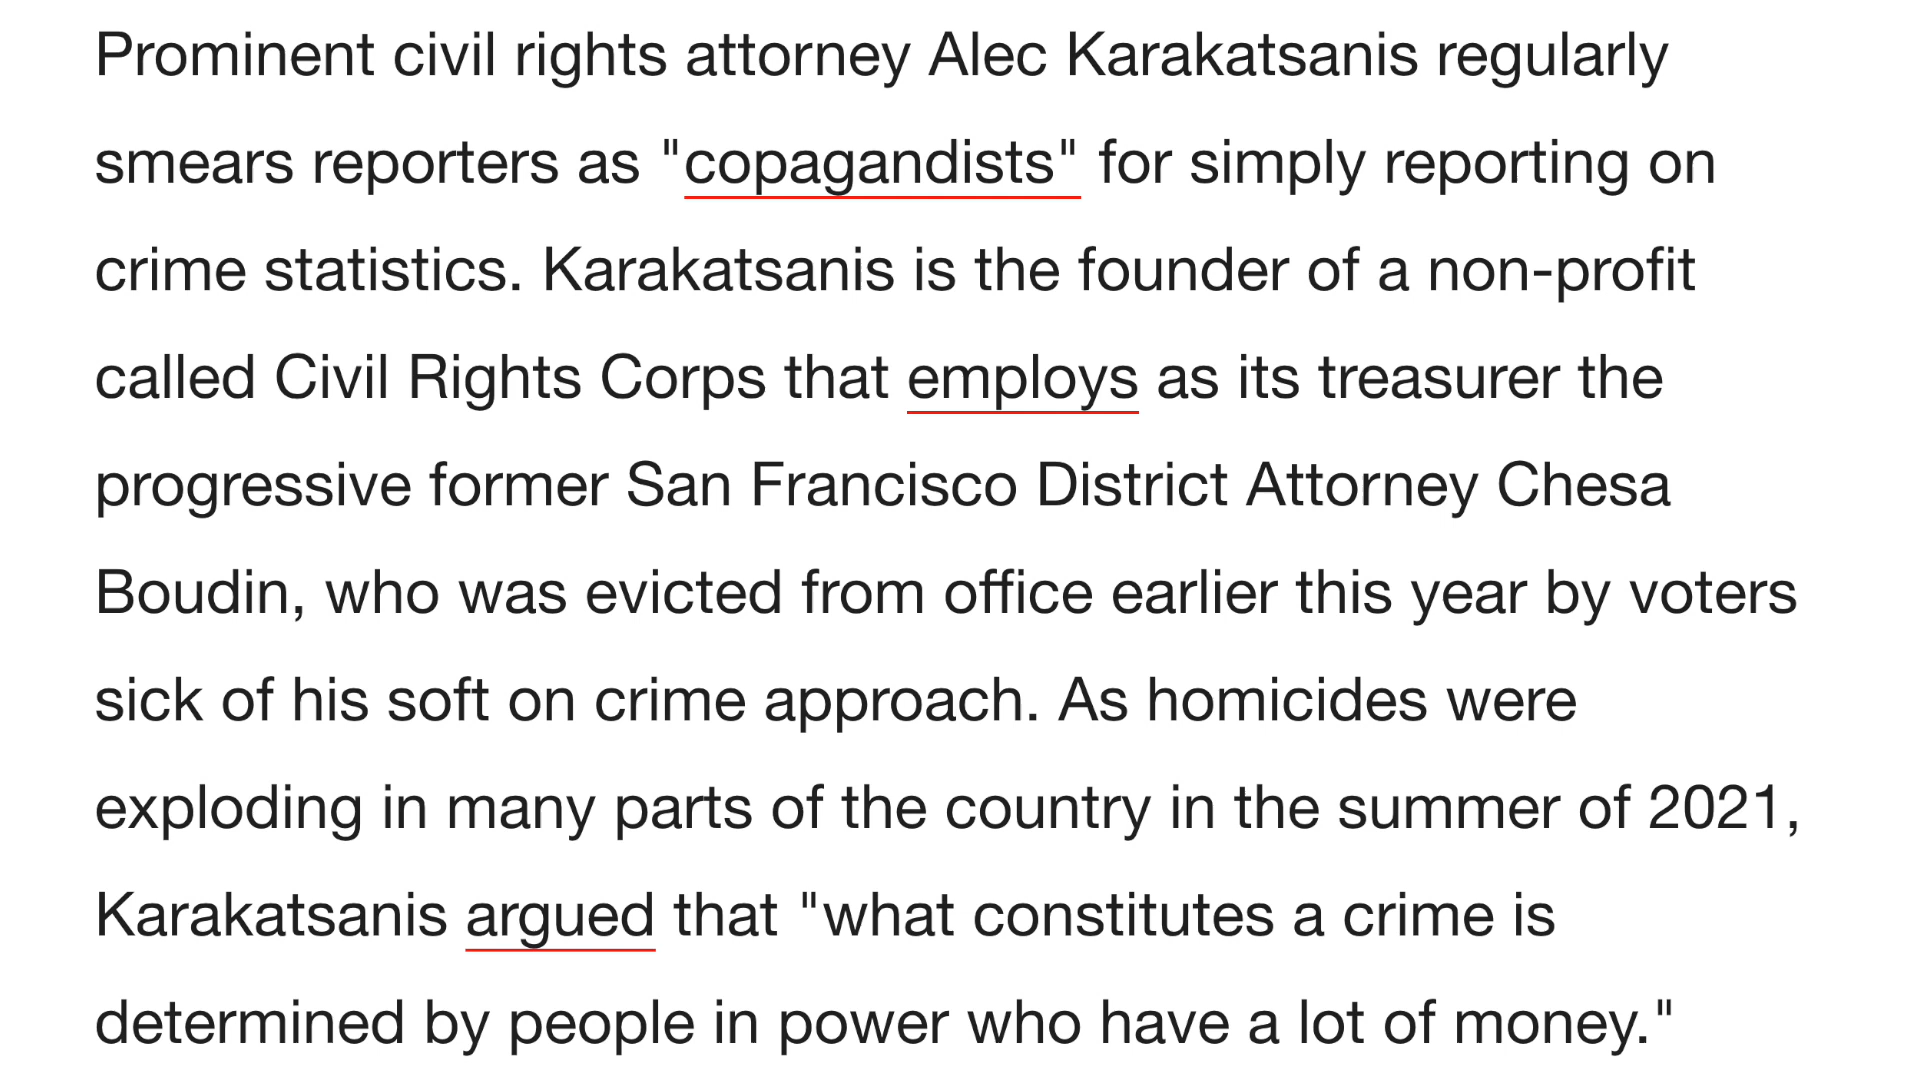 Prominent civil rights attorney Alec Karakatsanis regularly
smears reporters as "copagandists" for simply reporting on
crime statistics. Karakatsanis is the founder of a non-profit
called Civil Rights Corps that employs as its treasurer the
progressive former San Francisco District Attorney Chesa
Boudin, who was evicted from office earlier this year by voters
sick of his soft on crime approach. As homicides were
exploding in many parts of the country in the summer of 2021,
Karakatsanis argued that "what constitutes a crime is
determined by people in power who have a lot of money."